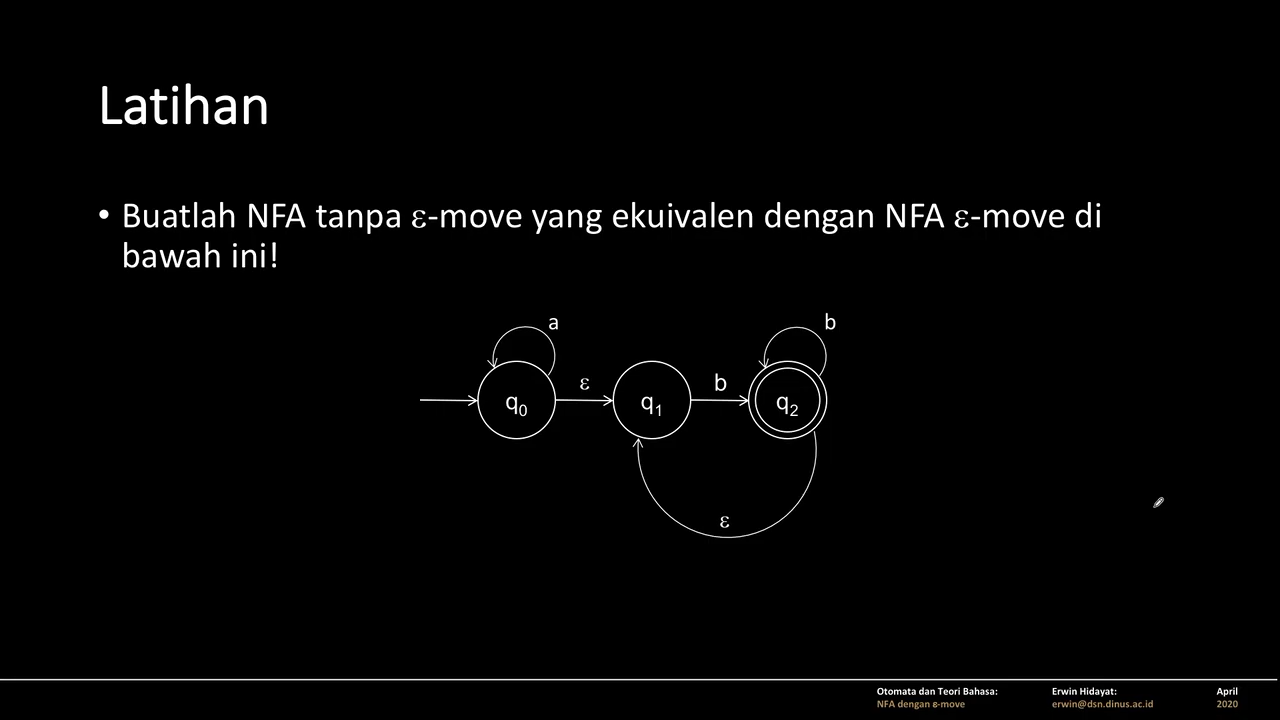 Latihan
• Buatlah NFA tanpa ε-move yang ekuivalen dengan NFA ε-move di
bawah ini!
a
b
ε
b
q0
q1
q2
ε
Otomata dan Teori Bahasa:
NFA dengan ε-move
Erwin Hidayat:
erwin@dsn.dinus.ac.id
April
2020